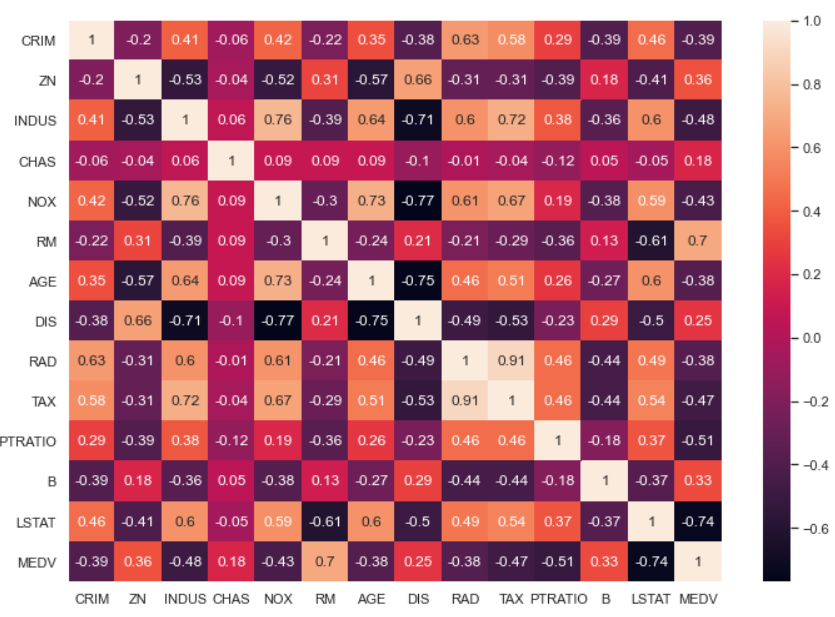 CRIM 1 -0.2 0.41 -0.06 0.42 -0.22 0.35 -0.38 0.63 0.58 0.29 -0.39 0.46 -0.39
ZN -0.2 1 -0.53 -0.04 -0.52 0.31 -0.57 0.66 -0.31 -0.31 -0.39 0.18 -0.41 0.36
INDUS 0.41 -0.53 1 0.06 0.76 -0.39 0.64 -0.71 0.6 0.72 0.38 -0.36 0.6 -0.48
CHAS -0.06 -0.04 0.06 1 0.09 0.09 0.09 -0.1 -0.01 -0.04 -0.12 0.05 -0.05 0.18
NOX 0.42 -0.52 0.76 0.09 1 -0.3 0.73 -0.77 0.61 0.67 0.19 -0.38 0.59 -0.43
RM -0.22 0.31 -0.39 0.09 -0.3 1 -0.24 0.21 -0.21 -0.29 -0.36 0.13 -0.61 0.7
AGE 0.35 -0.57 0.64 0.09 0.73 -0.24 1 -0.75 0.46 0.51 0.26 -0.27 0.6 -0.38
DIS -0.38 0.66 -0.71 -0.1 -0.77 0.21 -0.75 1 -0.49 -0.53 -0.23 0.29 -0.5 0.25
RAD 0.63 -0.31 0.6 -0.01 0.61 -0.21 0.46 -0.49 1 0.91 0.46 -0.44 0.49 -0.38
TAX 0.58 -0.31 0.72 -0.04 0.67 -0.29 0.51 -0.53 0.91 1 0.46 -0.44 0.54 -0.47
PTRATIO 0.29 -0.39 0.38 -0.12 0.19 -0.36 0.26 -0.23 0.46 0.46 1 -0.18 0.37 -0.51
B -0.39 0.18 -0.36 0.05 -0.38 0.13 -0.27 0.29 -0.44 -0.44 -0.18 1 -0.37 0.33
LSTAT 0.46 -0.41 0.6 -0.05 0.59 -0.61 0.6 -0.5 0.49 0.54 0.37 -0.37 1 -0.74
MEDV -0.39 0.36 -0.48 0.18 -0.43 0.7 -0.38 0.25 -0.38 -0.47 -0.51 0.33 -0.74 1
CRIM ZN INDUS CHAS NOX RM AGE DIS RAD TAX PTRATIO B LSTAT MEDV
1.0
0.8
0.6
0.4
0.2
0.0
-0.2
-0.4
-0.6